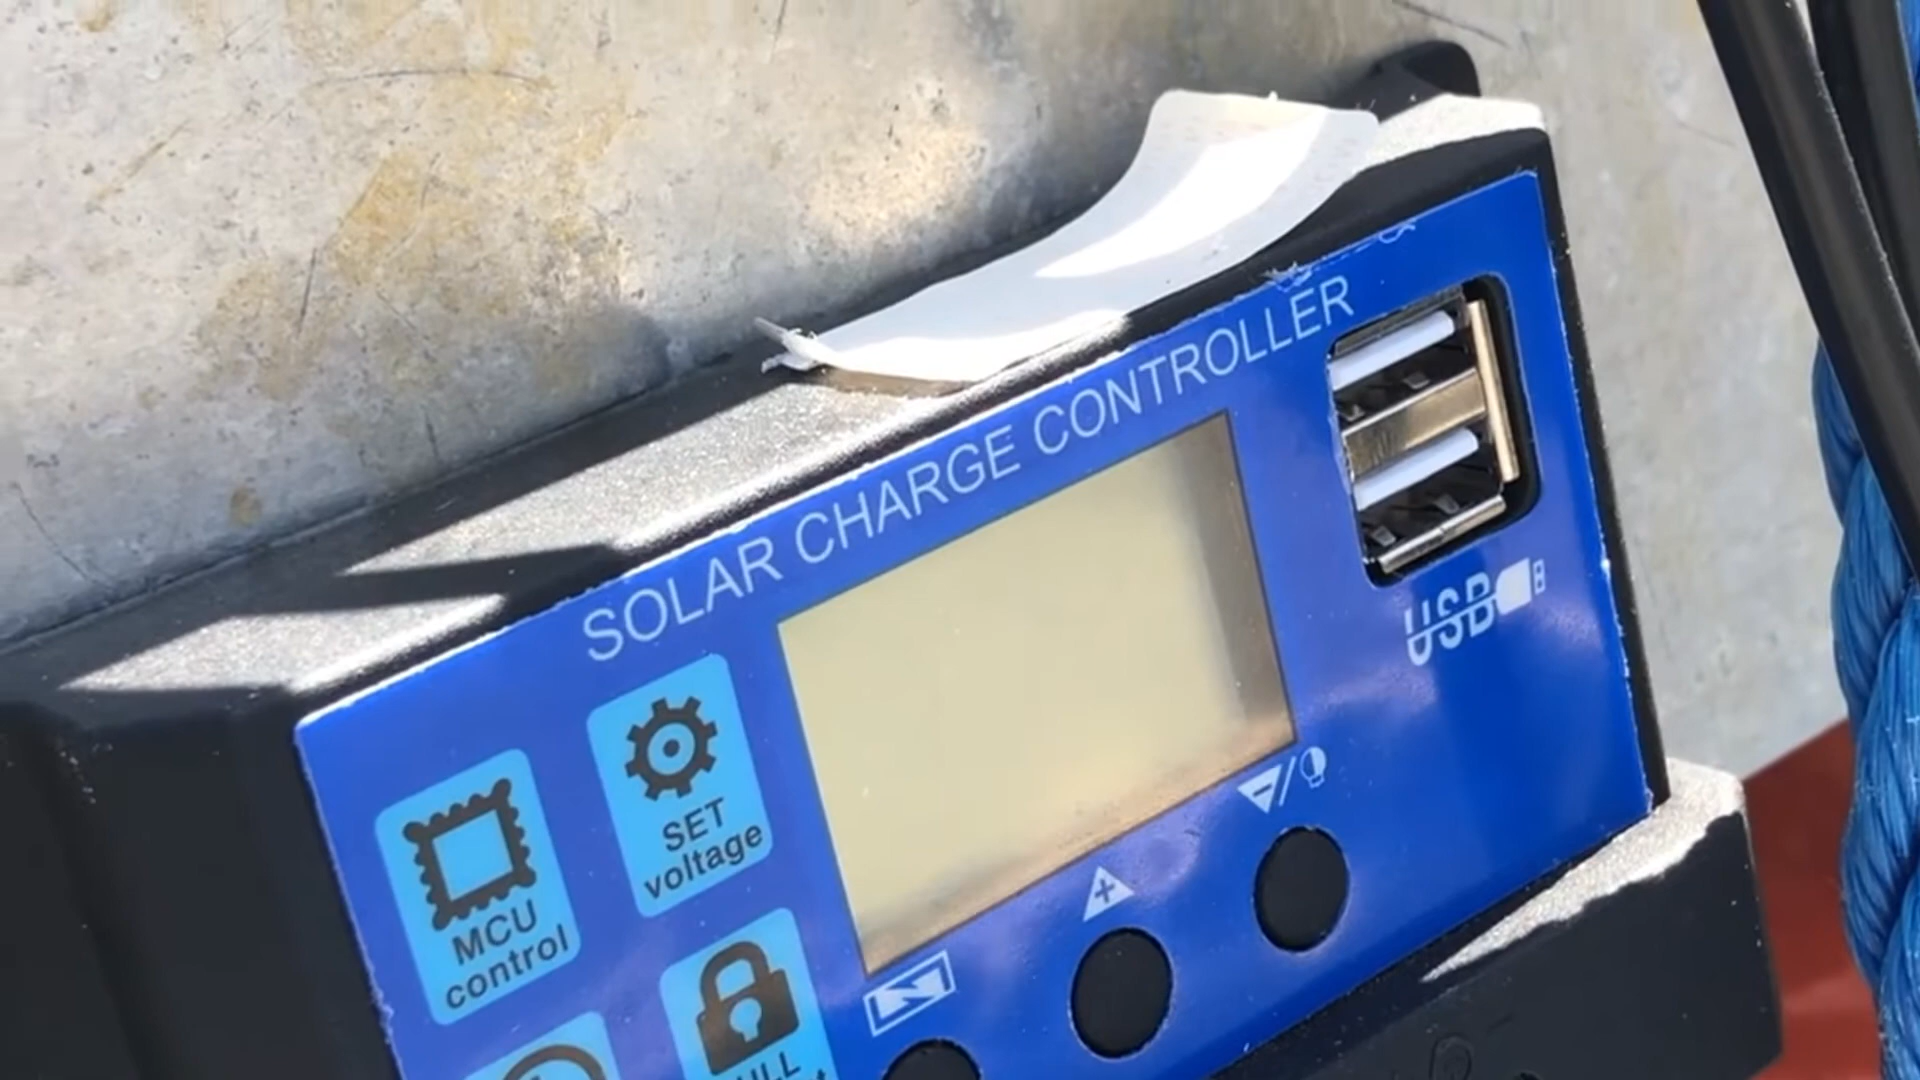 SOLAR CHARGE CONTROLLER
USB
SET
voltage
MCU
control